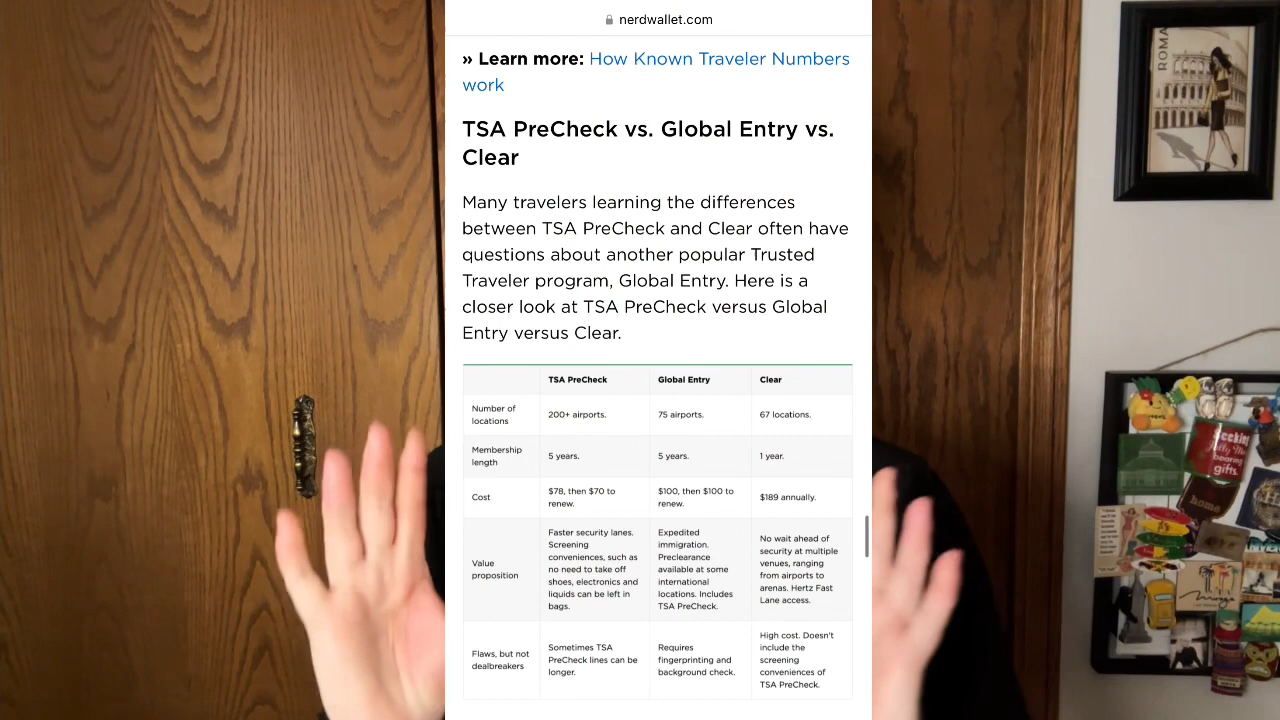 nerdwallet.com
» Learn more: How Known Traveler Numbers
work
TSA PreCheck vs. Global Entry vs.
Clear
Many travelers learning the differences
between TSA PreCheck and Clear often have
questions about another popular Trusted
Traveler program, Global Entry. Here is a
closer look at TSA PreCheck versus Global
Entry versus Clear.
TSA PreCheck
Global Entry
Clear
Number of
locations
200+ airports.
75 airports.
67 locations.
Membership
length
5 years.
5 years.
1 year.
Cost
$78, then $70 to
renew.
$100, then $100 to
renew.
$189 annually.
Value
proposition
Faster security lanes.
Screening
conveniences, such as
no need to take off
shoes, electronics and
liquids can be left in
bags.
Expedited
immigration.
Preclearance
available at some
international
locations. Includes
TSA PreCheck.
No wait ahead of
security at multiple
venues, ranging
from airports to
arenas. Hertz Fast
Lane access.
Flaws, but not
dealbreakers
Sometimes TSA
PreCheck lines can be
longer.
Requires
fingerprinting and
background check.
High cost. Doesn't
include the
screening
conveniences of
TSA PreCheck.
ROMA
bearing
gifts.
home
Mirage